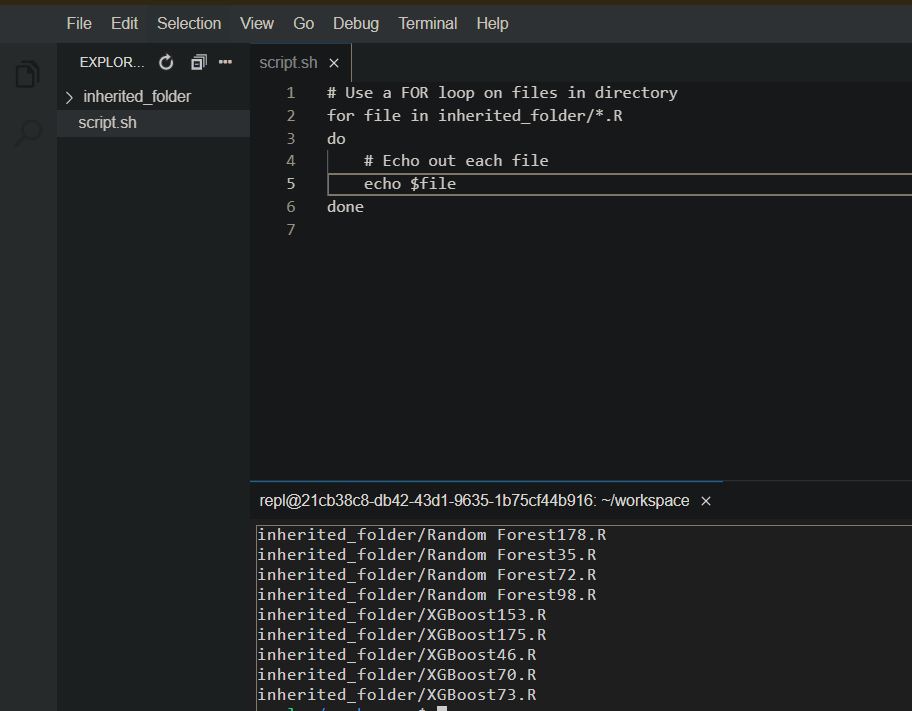 File Edit Selection View Go Debug Terminal Help
EXPLOR...
inherited_folder
script.sh
script.sh
1 # Use a FOR loop on files in directory
2 for file in inherited_folder/*.R
3 do
4 # Echo out each file
5 echo $file
6 done
7
repl@21cb38c8-db42-43d1-9635-1b75cf44b916: ~/workspace
inherited_folder/Random Forest178.R
inherited_folder/Random Forest35.R
inherited_folder/Random Forest72.R
inherited_folder/Random Forest98.R
inherited_folder/XGBoost153.R
inherited_folder/XGBoost175.R
inherited_folder/XGBoost46.R
inherited_folder/XGBoost70.R
inherited_folder/XGBoost73.R